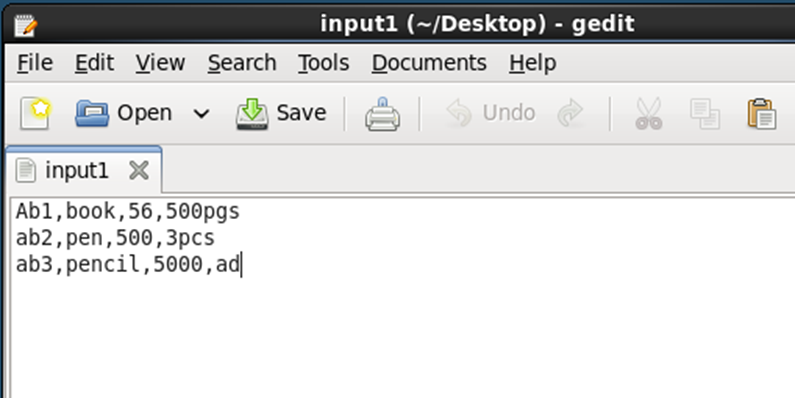 input1 (~/Desktop) - gedit
File Edit View Search Tools Documents Help
Open Save Undo
input1
Ab1,book,56,500pgs
ab2,pen,500,3pcs
ab3,pencil,5000,ad